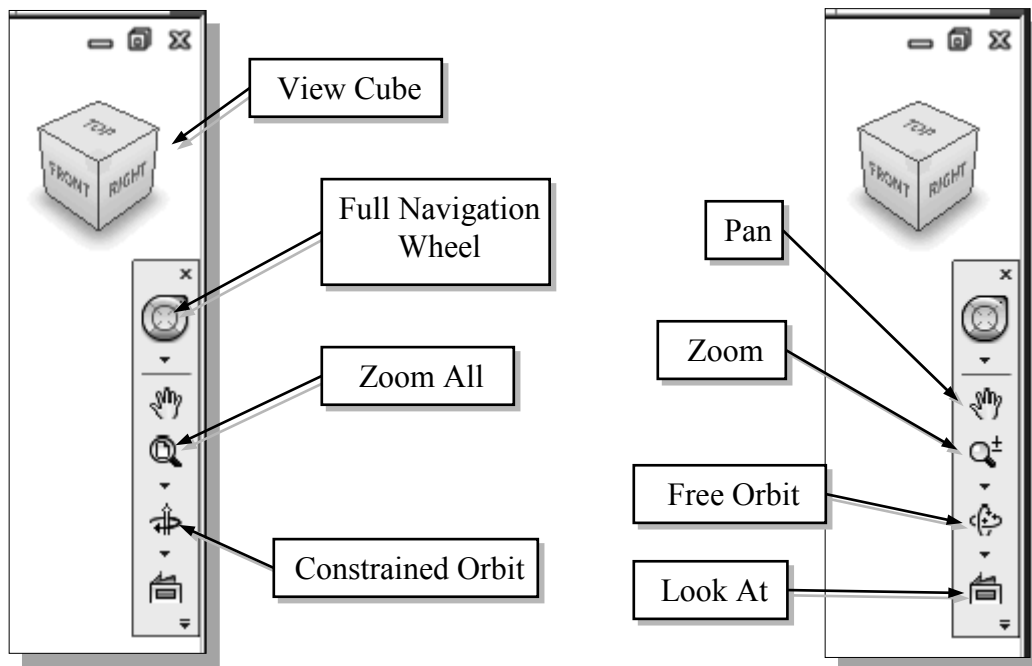 View Cube
TOP
FRONT
RIGHT
Full Navigation
Wheel
Zoom All
Constrained Orbit
TOP
FRONT
RIGHT
Pan
Zoom
Free Orbit
Look At